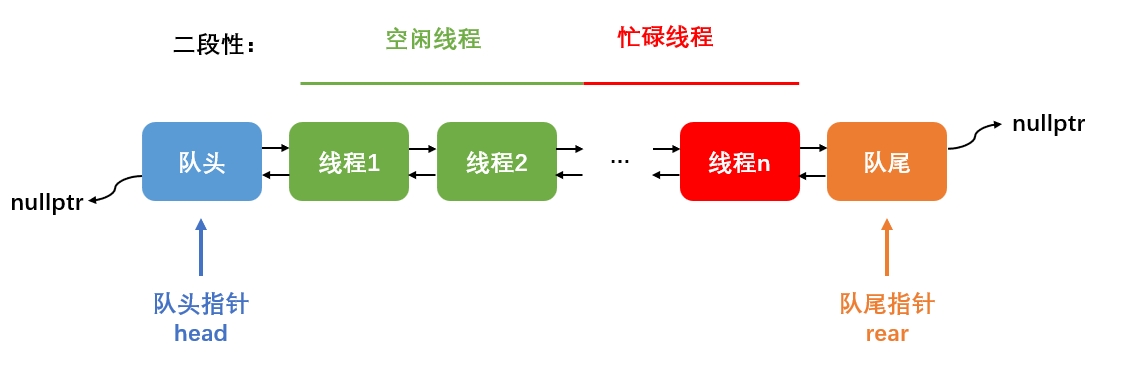 二段性：
空闲线程
忙碌线程
nullptr
队头
线程1
线程2
...
线程n
队尾
nullptr
队头指针
head
队尾指针
rear